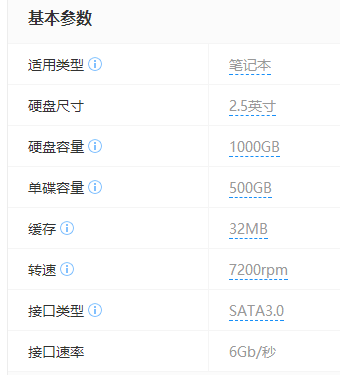 基本参数
适用类型 笔记本
硬盘尺寸 2.5英寸
硬盘容量 1000GB
单碟容量 500GB
缓存 32MB
转速 7200rpm
接口类型 SATA3.0
接口速率 6Gb/秒